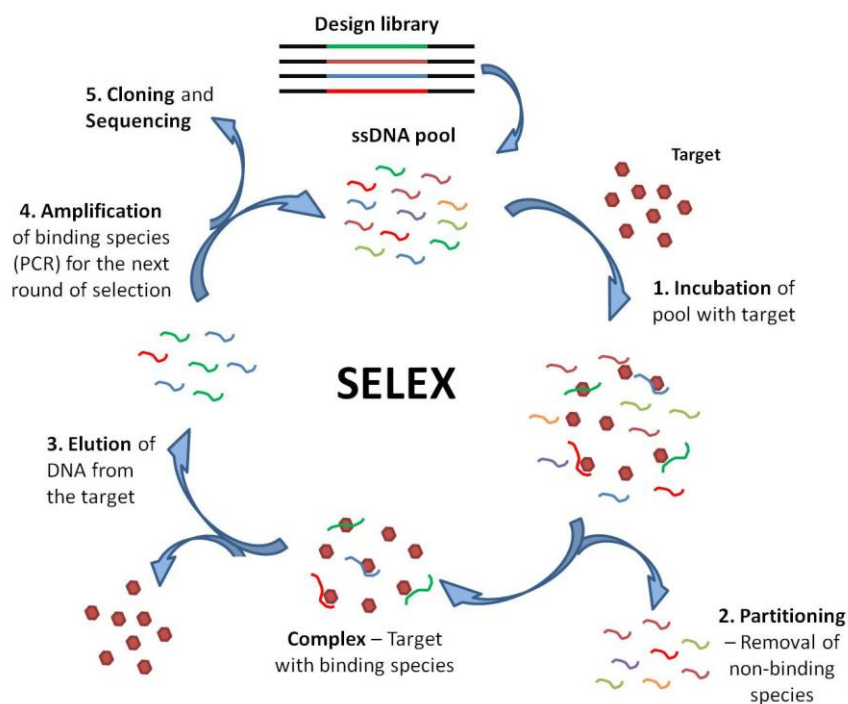 Design library
5. Cloning and
Sequencing
ssDNA pool
Target
4. Amplification
of binding species
(PCR) for the next
round of selection
1. Incubation of
pool with target
SELEX
3. Elution of
DNA from
the target
Complex – Target
with binding species
2. Partitioning
– Removal of
non-binding
species